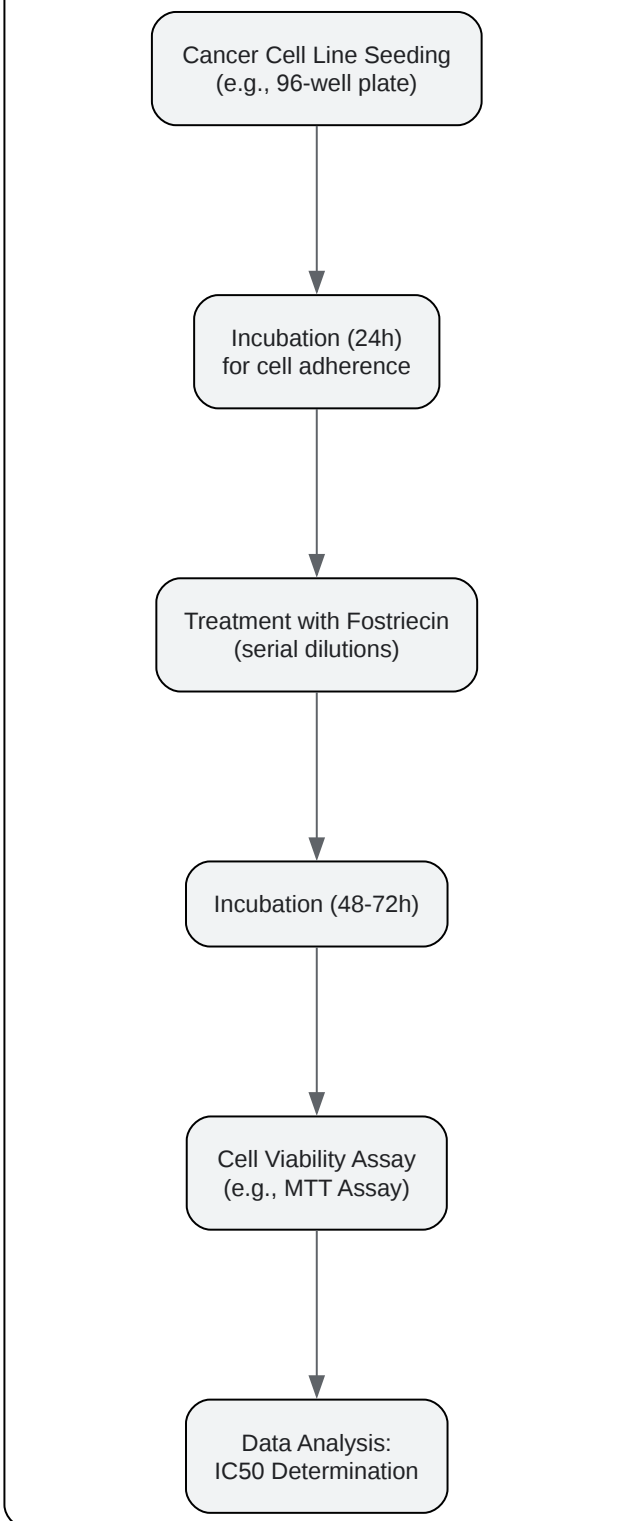 Cancer Cell Line Seeding
(e.g., 96-well plate)
Incubation (24h)
for cell adherence
Treatment with Fostriecin
(serial dilutions)
Incubation (48-72h)
Cell Viability Assay
(e.g., MTT Assay)
Data Analysis:
IC50 Determination